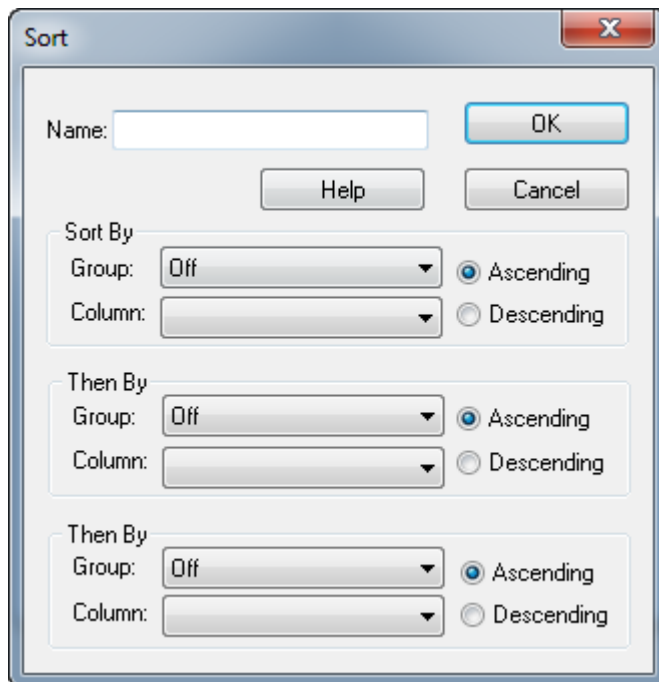 Sort
Name:
OK
Help
Cancel
Sort By
Group: Off Ascending
Column: Descending
Then By
Group: Off Ascending
Column: Descending
Then By
Group: Off Ascending
Column: Descending